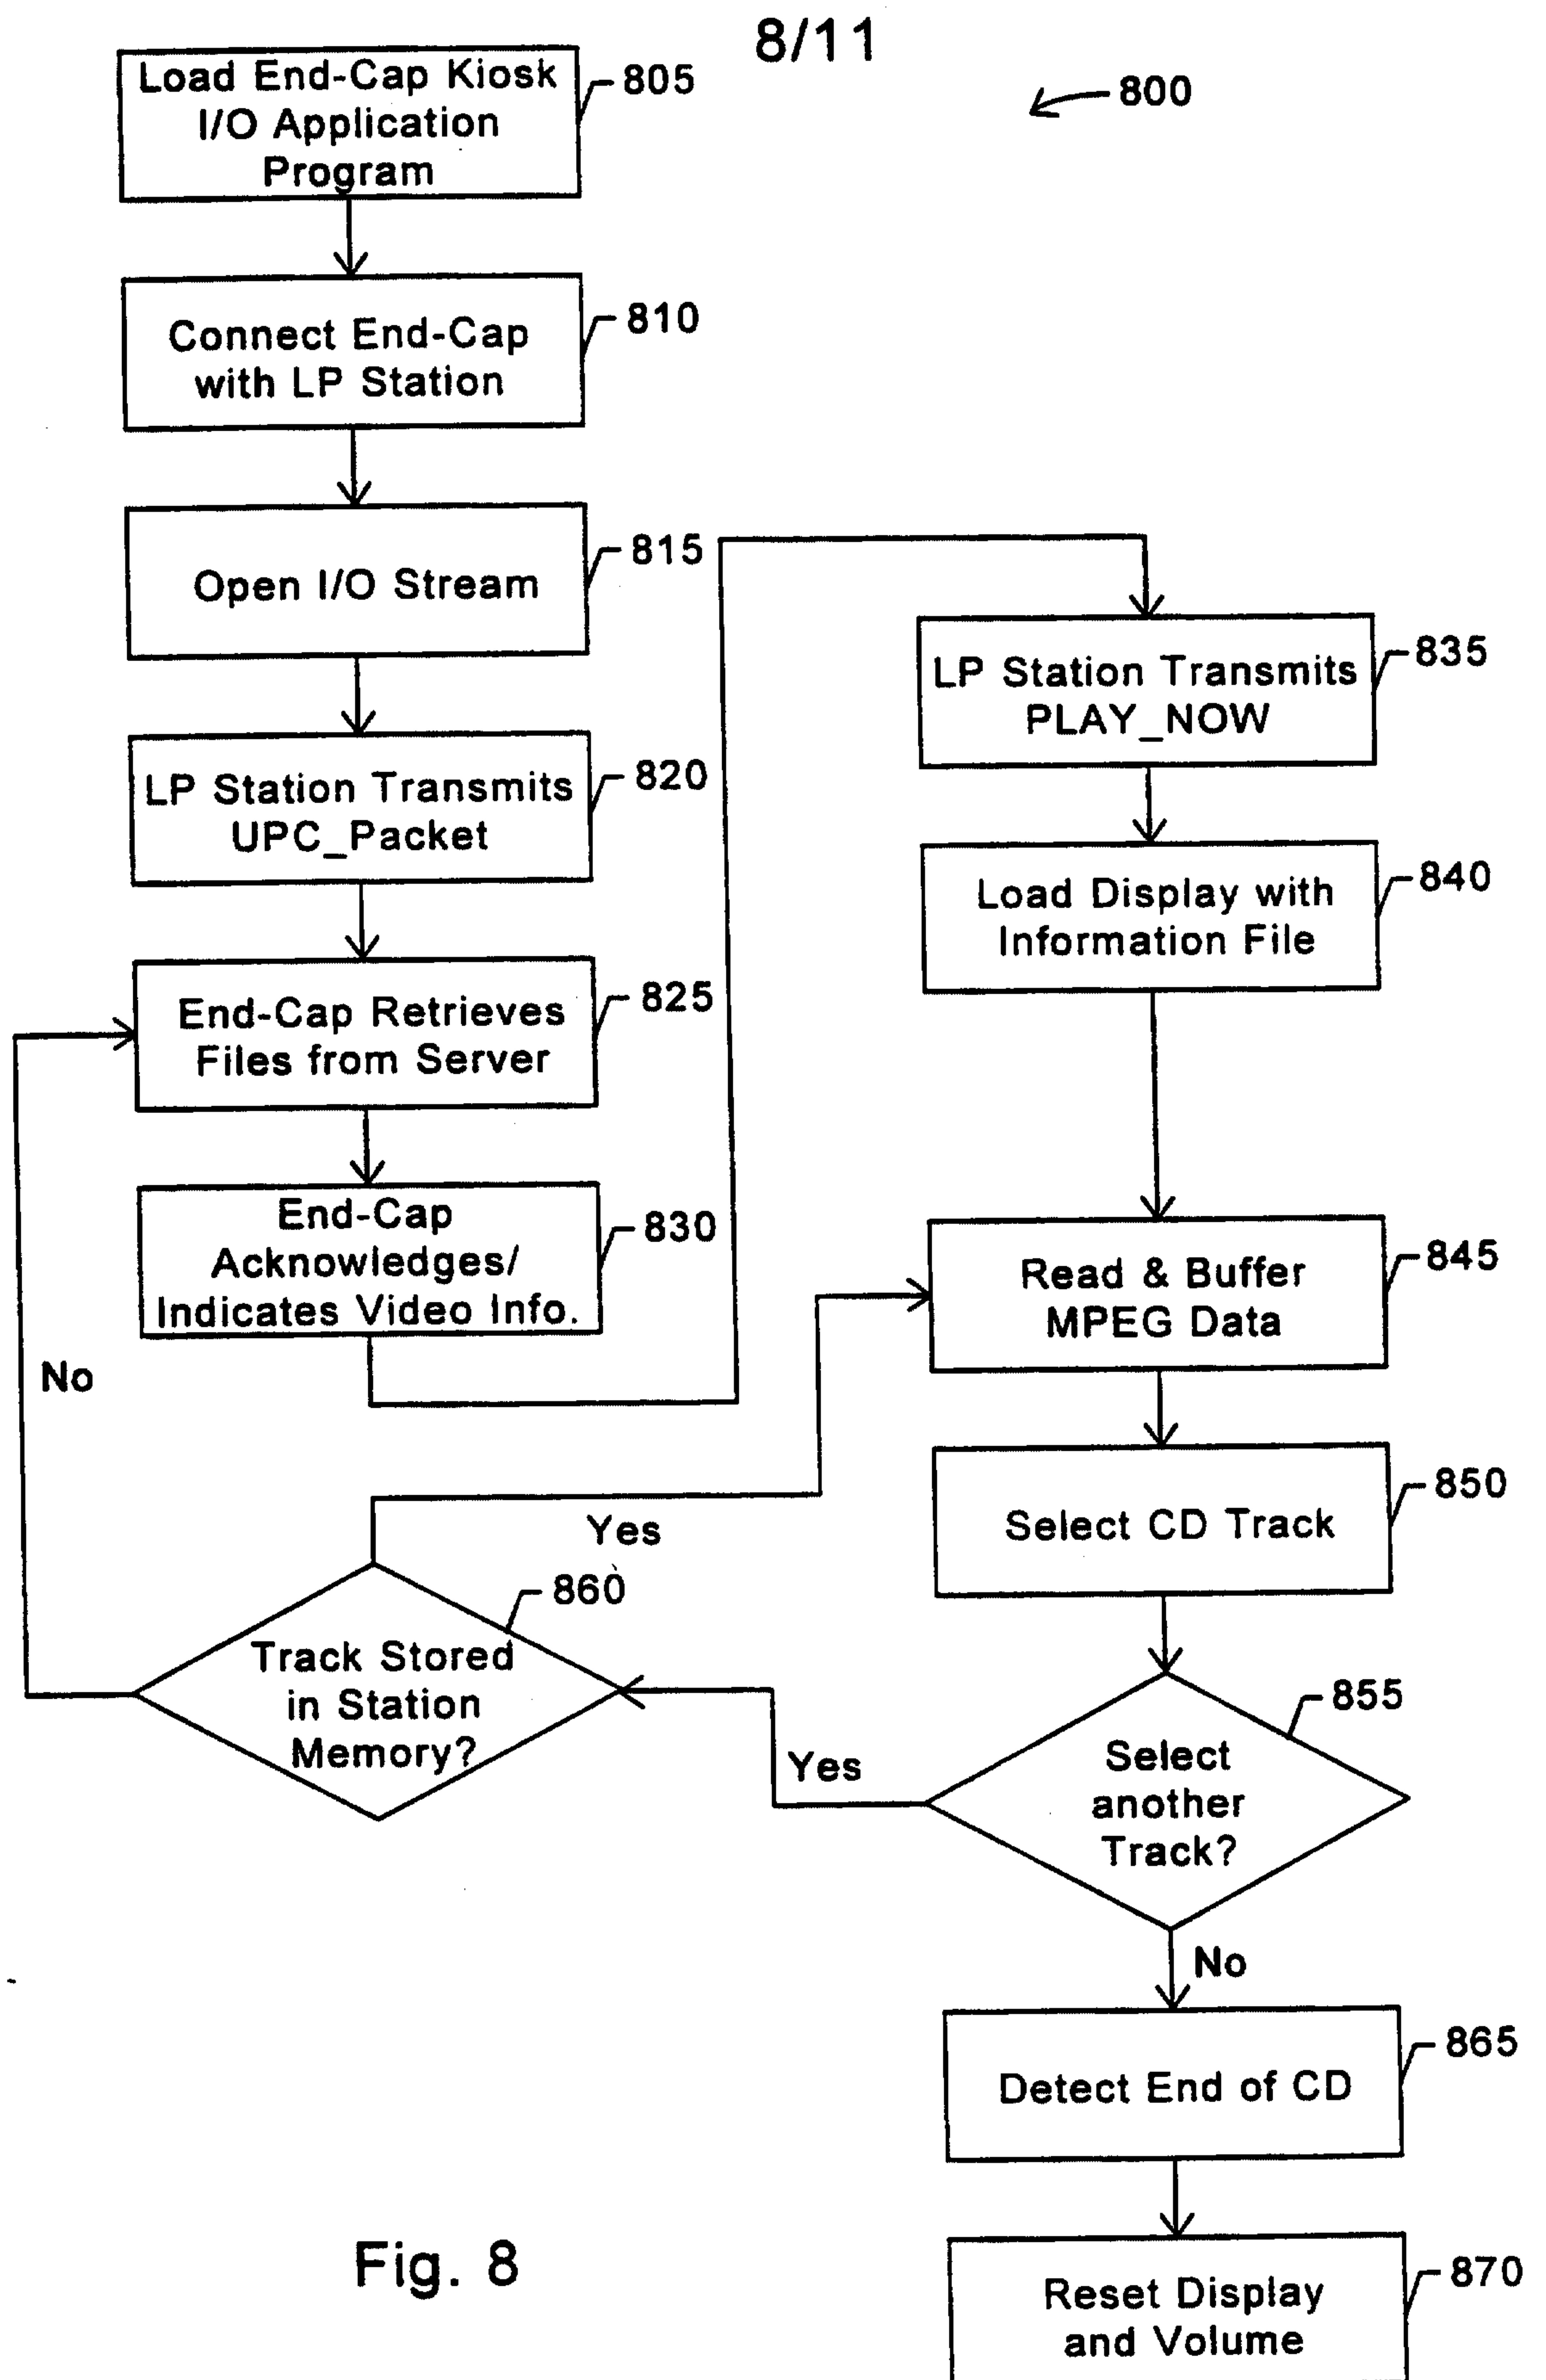 8/11
800
Load End-Cap Kiosk
I/O Application
Program
805
Connect End-Cap
with LP Station
810
Open I/O Stream
815
LP Station Transmits
UPC_Packet
820
End-Cap Retrieves
Files from Server
825
End-Cap
Acknowledges/
Indicates Video Info.
830
LP Station Transmits
PLAY_NOW
835
Load Display with
Information File
840
Read & Buffer
MPEG Data
845
Select CD Track
850
Select
another
Track?
855
Yes
No
Track Stored
in Station
Memory?
860
Yes
No
Detect End of CD
865
Reset Display
and Volume
870
Fig. 8